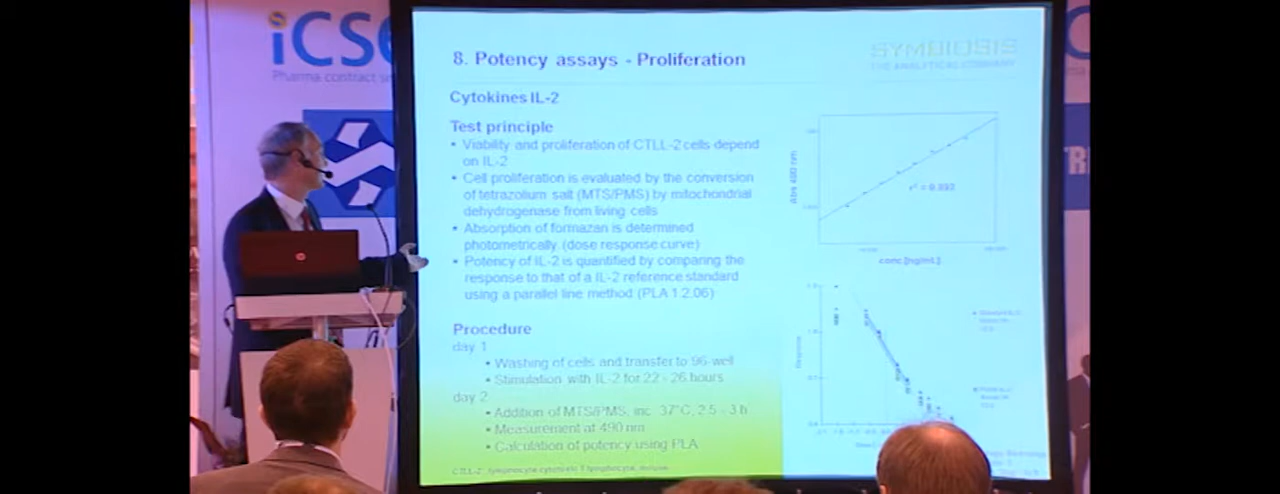 iCSE
Pharma contract se
8. Potency assays - Proliferation
SYMBIOSIS
THE ANALYTICAL COMPANY
Cytokines IL-2
Test principle
• Viability and proliferation of CTLL-2 cells depend
on IL-2
• Cell proliferation is evaluated by the conversion
of tetrazolium salt (MTS/PMS) by mitochondrial
dehydrogenase from living cells
• Absorption of formazan is determined
photometrically (dose response curve)
• Potency of IL-2 is quantified by comparing the
response to that of a IL-2 reference standard
using a parallel line method (PLA 1.2.06)
Procedure
day 1
• Washing of cells and transfer to 96-well
• Stimulation with IL-2 for 22 - 26 hours
day 2
• Addition of MTS/PMS, inc. 37°C, 2.5 - 3 h
• Measurement at 490 nm
• Calculation of potency using PLA
CTLL-2: lymphocyte cytotoxic T lymphocyte, murine
Abs 490 nm
conc.[ng/mL]
Response